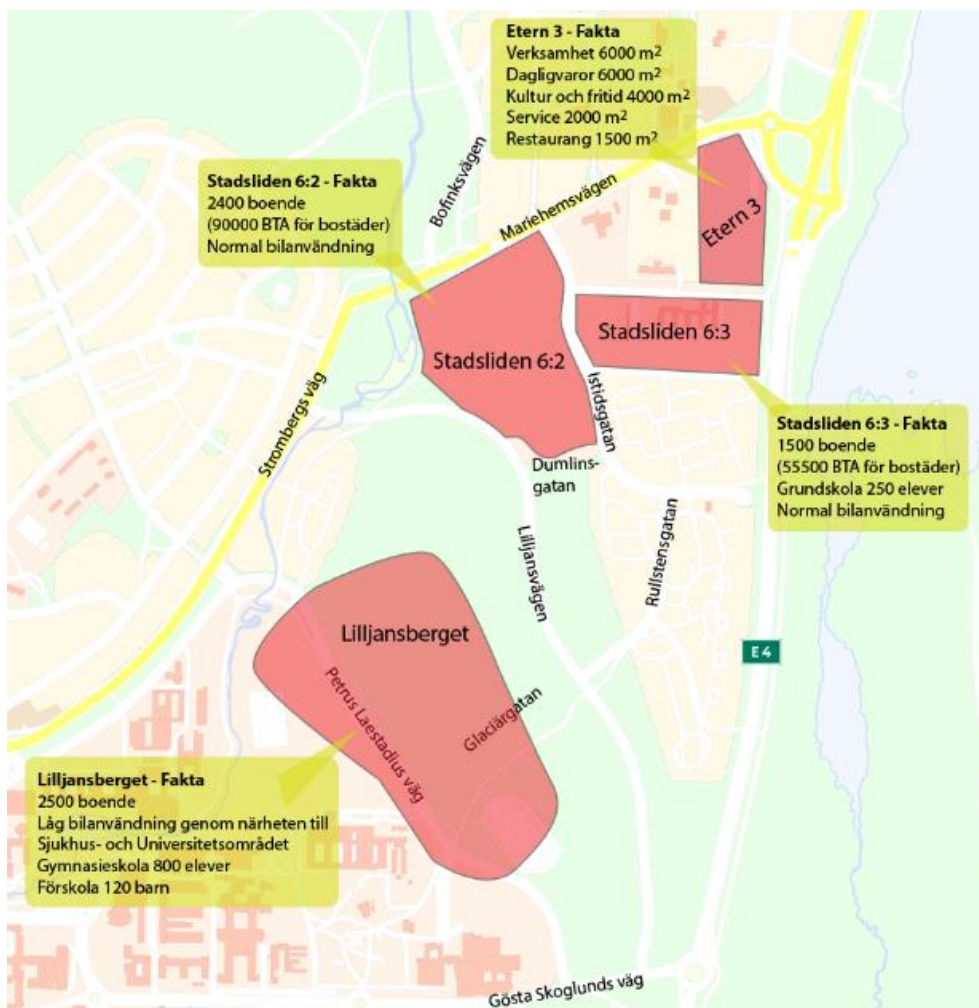 Etern 3 - Fakta
Verksamhet 6000 m²
Dagligvaror 6000 m²
Kultur och fritid 4000 m²
Service 2000 m²
Restaurang 1500 m²
Stadsliden 6:2 - Fakta
2400 boende
(90000 BTA för bostäder)
Normal bilanvändning
Bofinksvägen
Mariehemsvägen
Etern 3
Stadsliden 6:2
Stadsliden 6:3
Istidsgatan
Strombergs väg
Dumlins-
gatan
Stadsliden 6:3 - Fakta
1500 boende
(55500 BTA för bostäder)
Grundskola 250 elever
Normal bilanvändning
Lilljansvägen
Rullstensgatan
Lilljansberget
E 4
Petrus Laestadius väg
Glaciärgatan
Lilljansberget - Fakta
2500 boende
Låg bilanvändning genom närheten till
Sjukhus- och Universitetsområdet
Gymnasieskola 800 elever
Förskola 120 barn
Gösta Skoglunds väg